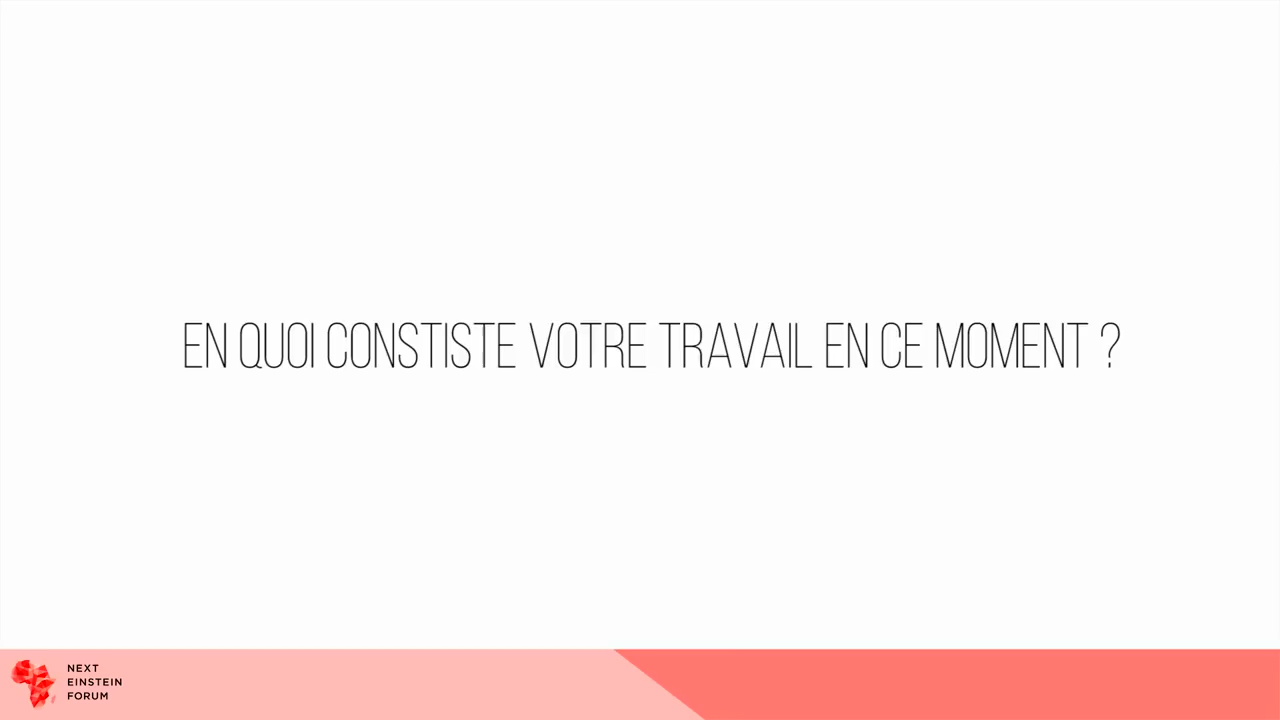 EN QUOI CONSTISTE VOTRE TRAVAIL EN CE MOMENT ?
NEXT
EINSTEIN
FORUM